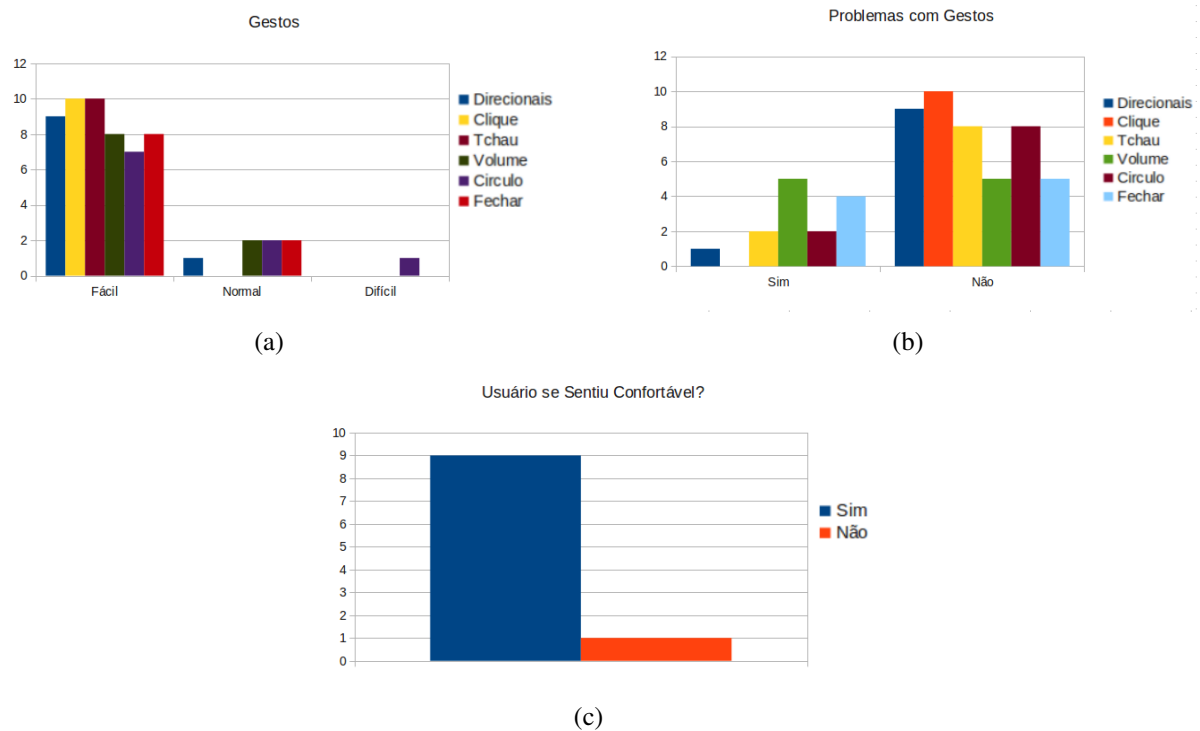 Gestos
12
10
8
6
4
2
0
Fácil Normal Difícil
Direcionais
Clique
Tchau
Volume
Circulo
Fechar
(a)
Problemas com Gestos
12
10
8
6
4
2
0
Sim Não
Direcionais
Clique
Tchau
Volume
Circulo
Fechar
(b)
Usuário se Sentiu Confortável?
10
9
8
7
6
5
4
3
2
1
0
Sim
Não
(c)